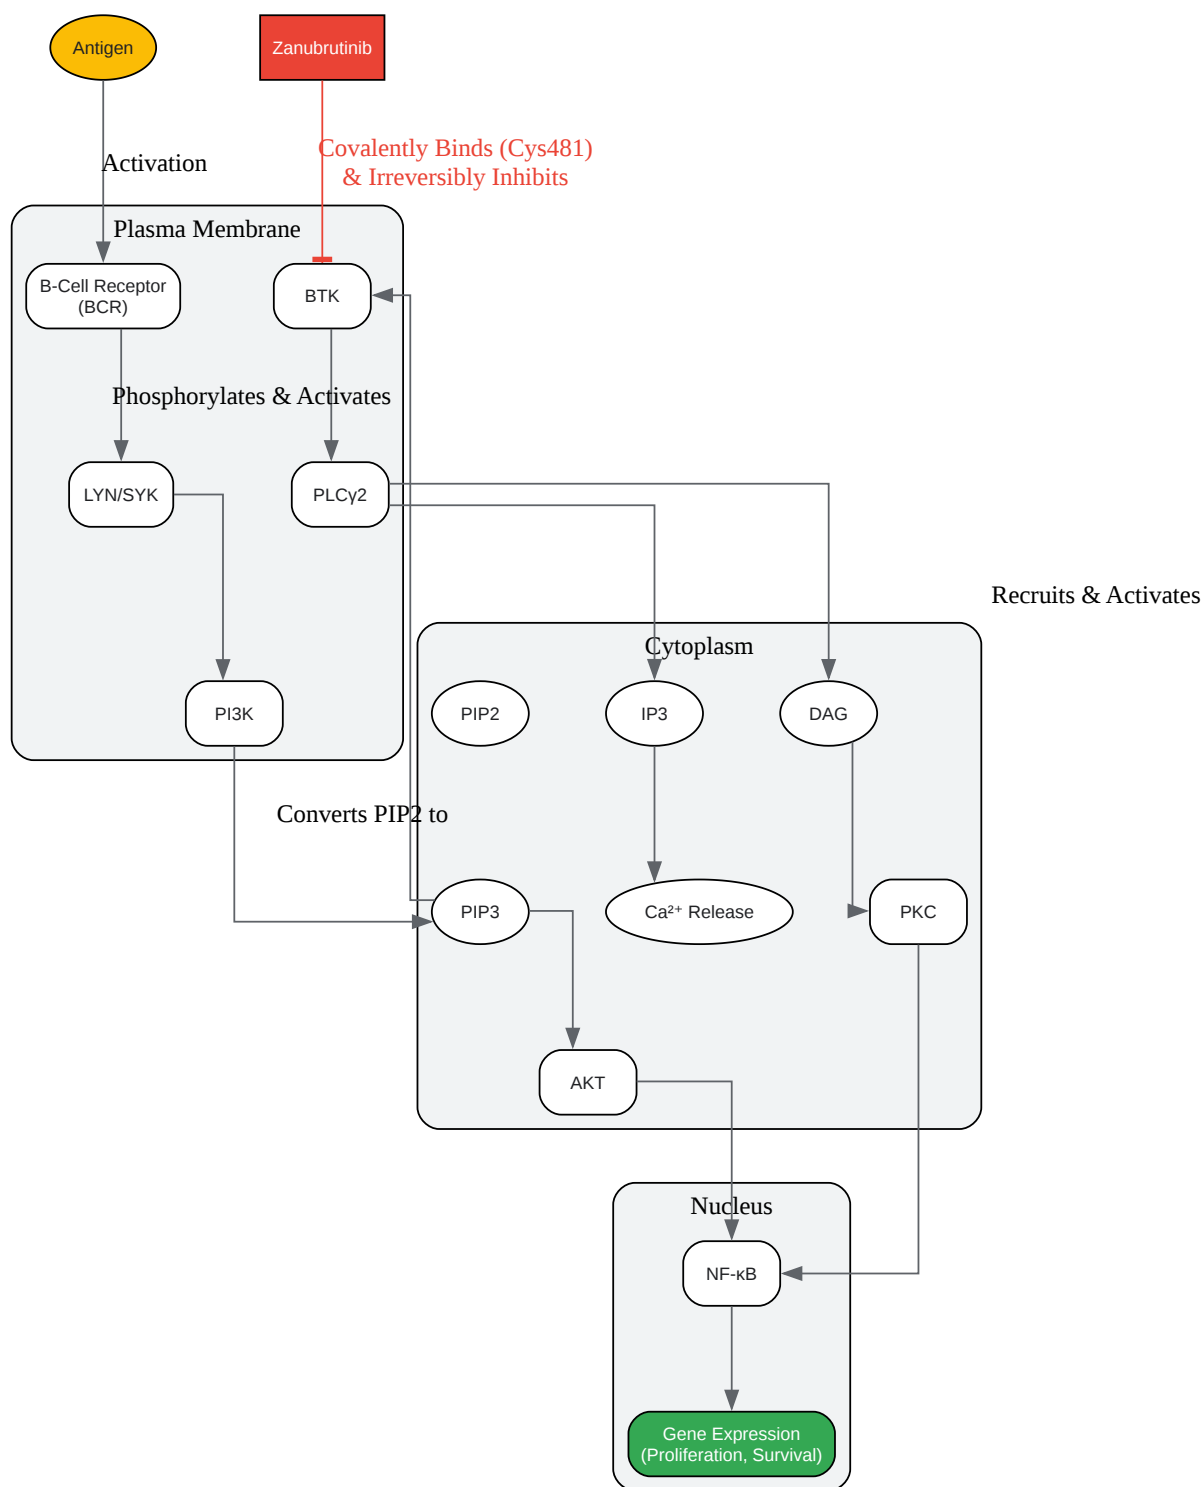 Antigen
Zanubrutinib
Activation
Covalently Binds (Cys481)
& Irreversibly Inhibits
Plasma Membrane
B-Cell Receptor
(BCR)
BTK
Phosphorylates & Activates
LYN/SYK
PLCγ2
Recruits & Activates
Cytoplasm
PI3K
PIP2
IP3
DAG
Converts PIP2 to
PIP3
Ca²⁺ Release
PKC
AKT
Nucleus
NF-κB
Gene Expression
(Proliferation, Survival)